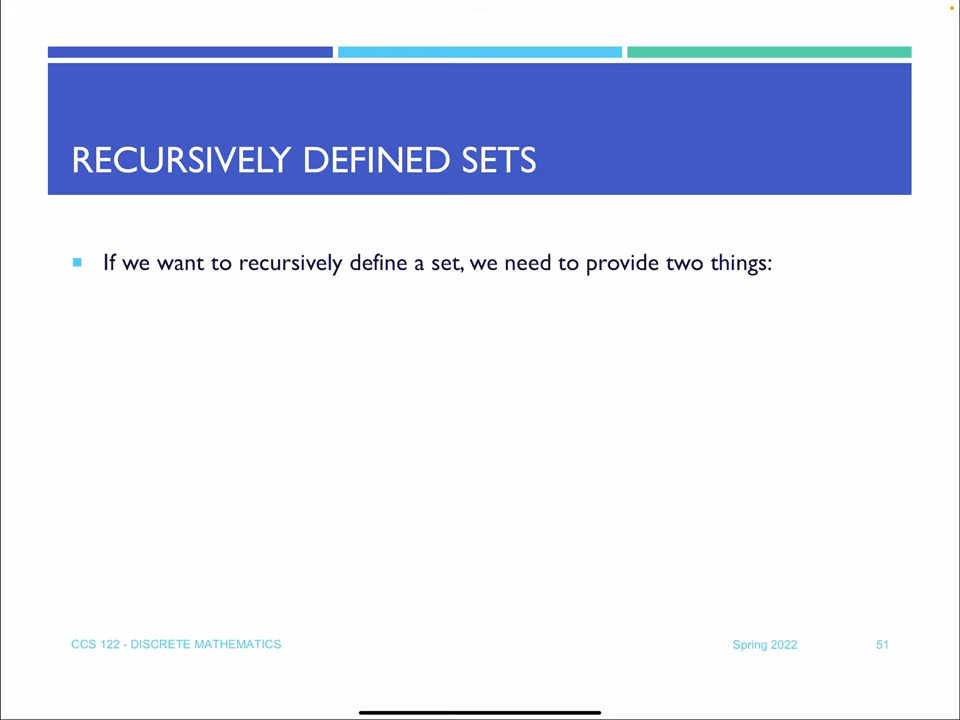 RECURSIVELY DEFINED SETS
If we want to recursively define a set, we need to provide two things:
CCS 122 - DISCRETE MATHEMATICS
Spring 2022
51